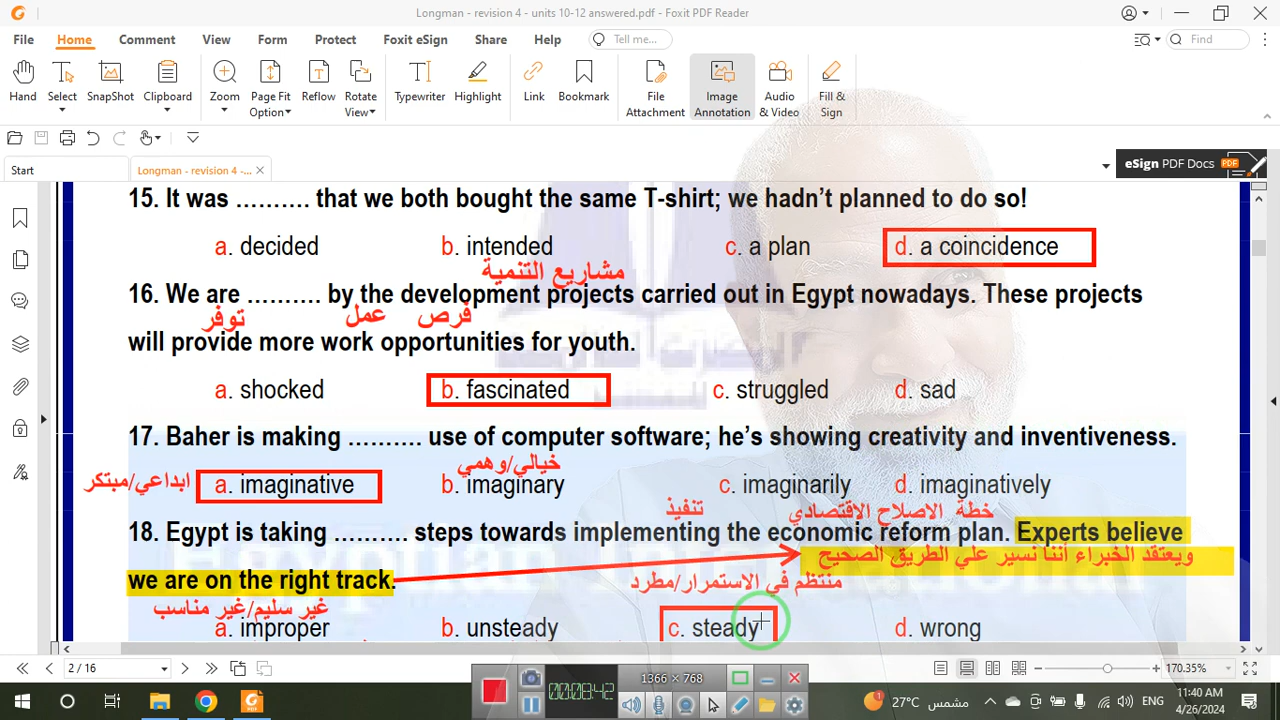 Longman - revision 4 - units 10-12 answered.pdf - Foxit PDF Reader
File Home Comment View Form Protect Foxit eSign Share Help Tell me... Find
Hand Select SnapShot Clipboard Zoom Page Fit Option Reflow Rotate View Typewriter Highlight Link Bookmark File Attachment Image Annotation Audio & Video Fill & Sign
Start Longman - revision 4 -... eSign PDF Docs PDF
15. It was ………. that we both bought the same T-shirt; we hadn’t planned to do so!
a. decided b. intended c. a plan d. a coincidence
مشاريع التنمية
16. We are ………. by the development projects carried out in Egypt nowadays. These projects
توفر فرص عمل
will provide more work opportunities for youth.
a. shocked b. fascinated c. struggled d. sad
17. Baher is making ………. use of computer software; he’s showing creativity and inventiveness.
ابداعي/مبتكر خيالي/وهمي
a. imaginative b. imaginary c. imaginarily d. imaginatively
تنفيذ خطة الاصلاح الاقتصادي
18. Egypt is taking ………. steps towards implementing the economic reform plan. Experts believe
ويعتقد الخبراء أننا نسير علي الطريق الصحيح
we are on the right track.
غير سليم/غير مناسب منتظم في الاستمرار/مطرد
a. improper b. unsteady c. steady d. wrong
2 / 16 170.35%
1366 × 768
00:08:42
1 27°C مشمس ENG 11:40 AM
4/26/2024